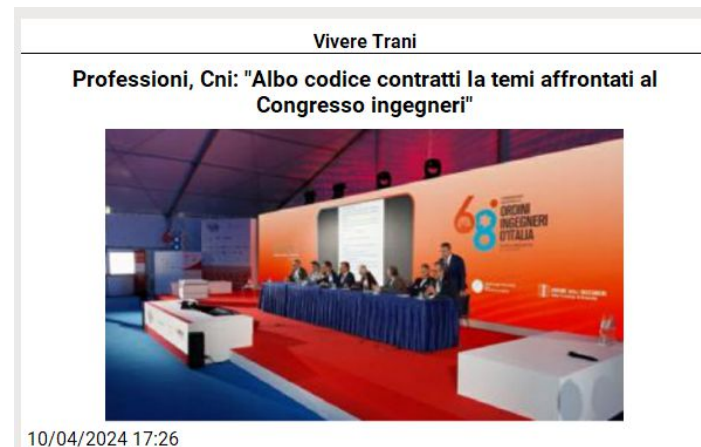 Vivere Trani
Professioni, Cni: "Albo codice contratti Ia temi affrontati al
Congresso ingegneri"
68°
ORDINI
INGEGNERI
D'ITALIA
10/04/2024 17:26